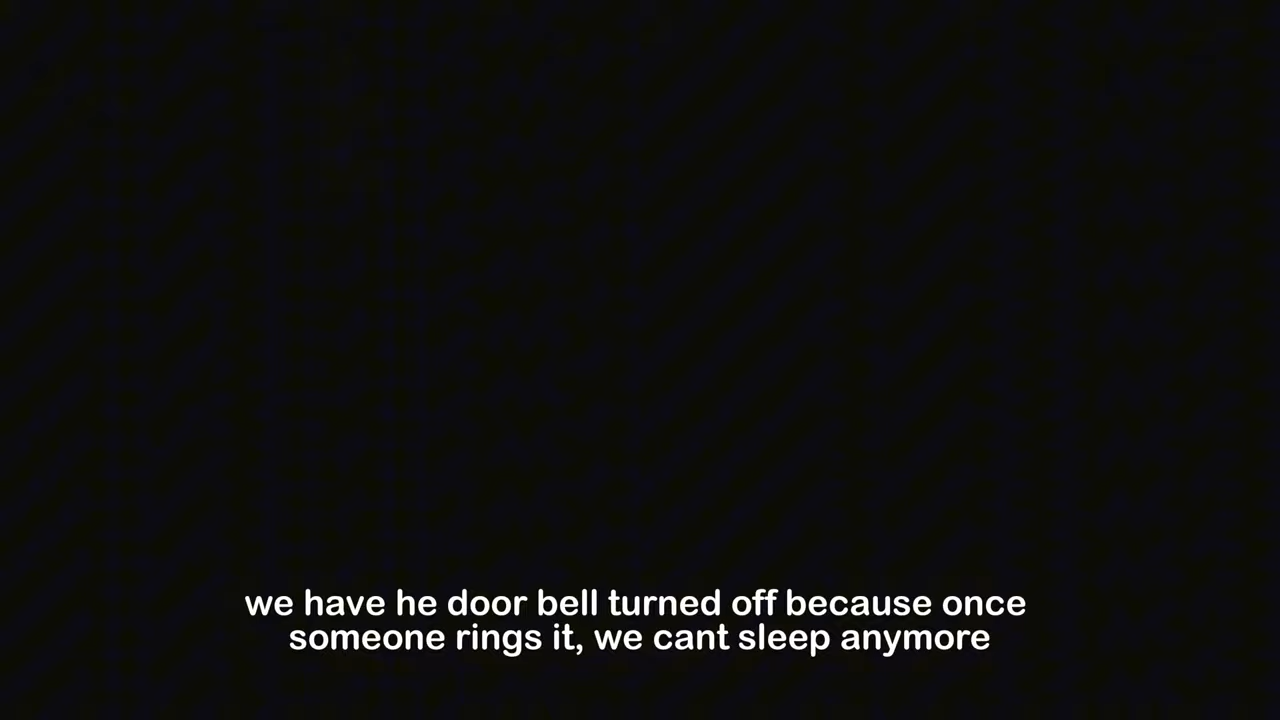 we have he door bell turned off because once
someone rings it, we cant sleep anymore